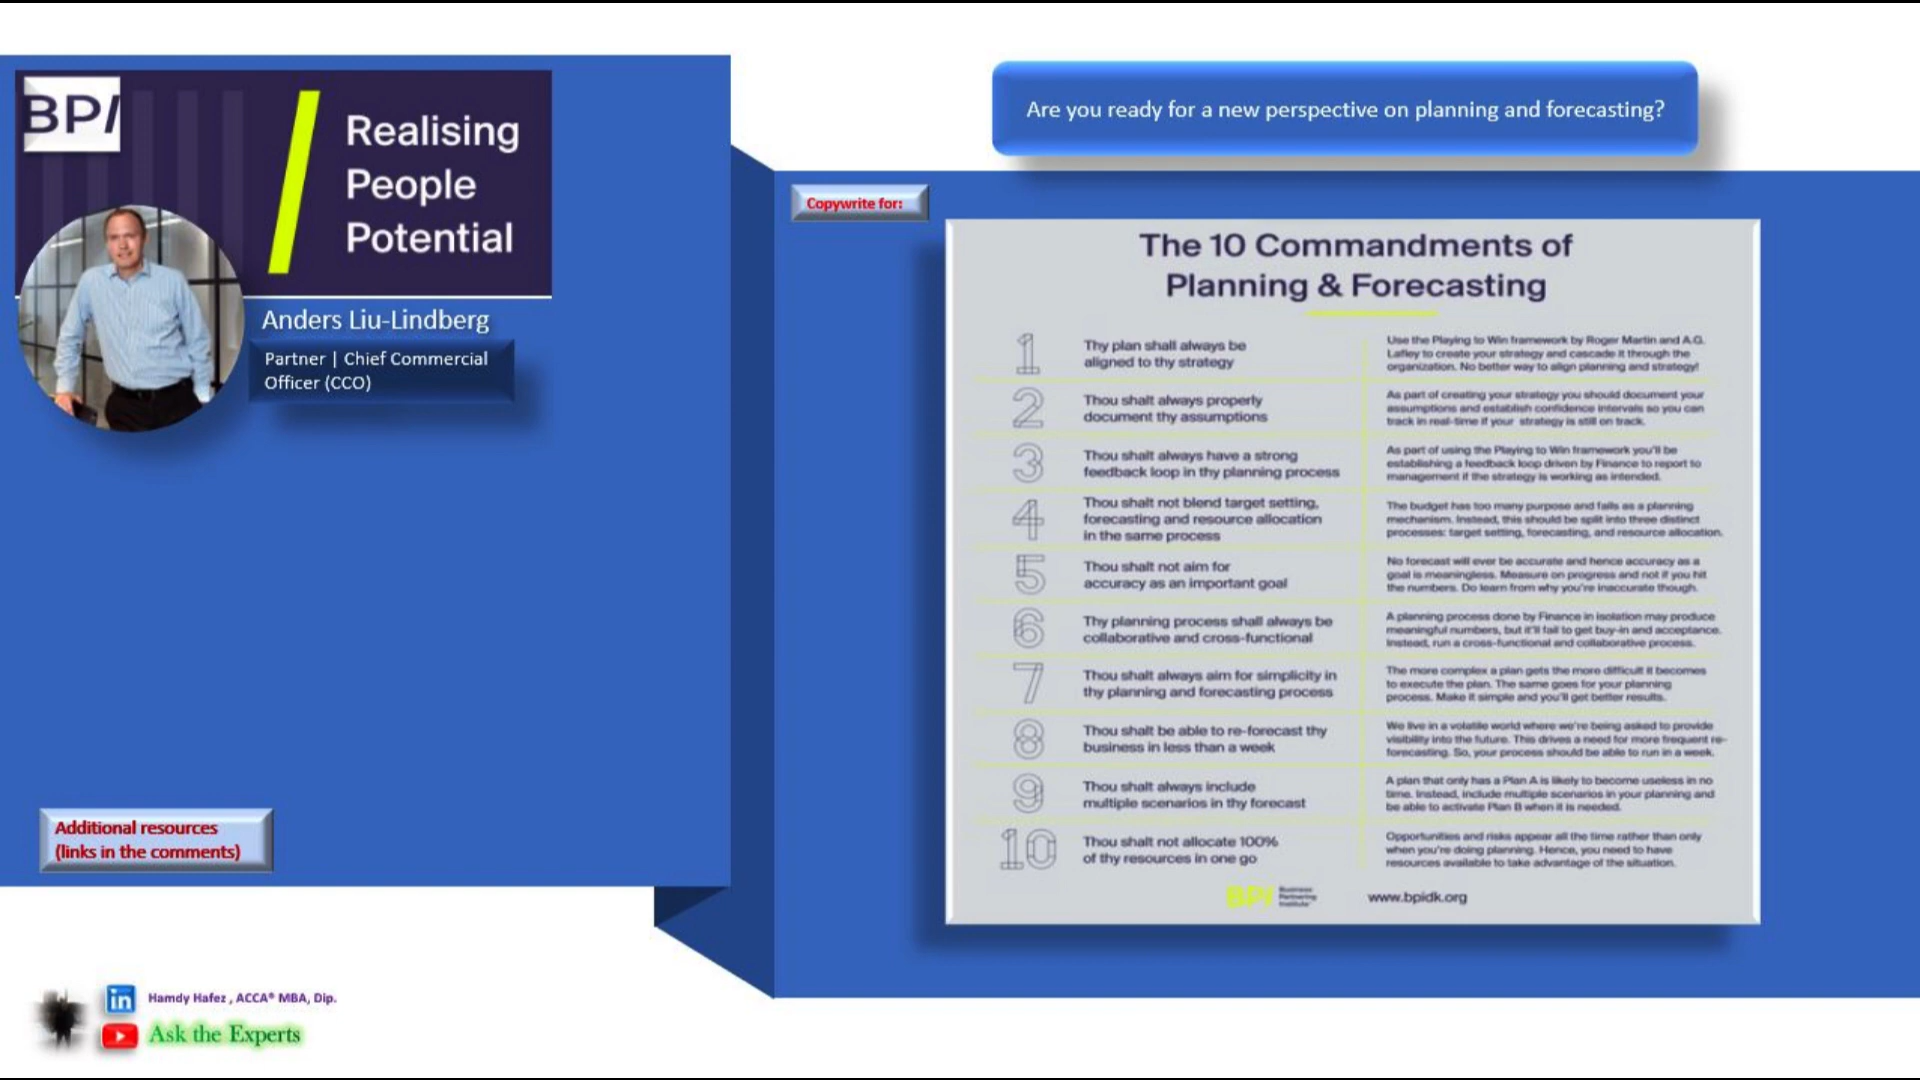 BPI
Realising
People
Potential
Anders Liu-Lindberg
Partner | Chief Commercial
Officer (CCO)
Additional resources
(links in the comments)
Hamdy Hafez , ACCA® MBA, Dip.
Ask the Experts
Are you ready for a new perspective on planning and forecasting?
Copywrite for:
The 10 Commandments of
Planning & Forecasting
1
Thy plan shall always be
aligned to thy strategy
Use the Playing to Win framework by Roger Martin and A.G.
Lafley to create your strategy and cascade it through the
organization. No better way to align planning and strategy!
2
Thou shalt always properly
document thy assumptions
As part of creating your strategy you should document your
assumptions and establish confidence intervals so you can
track in real-time if your strategy is still on track.
3
Thou shalt always have a strong
feedback loop in thy planning process
As part of using the Playing to Win framework you'll be
establishing a feedback loop driven by Finance to report to
management if the strategy is working as intended.
4
Thou shalt not blend target setting,
forecasting and resource allocation
in the same process
The budget has too many purpose and fails as a planning
mechanism. Instead, this should be split into three distinct
processes: target setting, forecasting, and resource allocation.
5
Thou shalt not aim for
accuracy as an important goal
No forecast will ever be accurate and hence accuracy as a
goal is meaningless. Measure on progress and not if you hit
the numbers. Do learn from why you're inaccurate though.
6
Thy planning process shall always be
collaborative and cross-functional
A planning process done by Finance in isolation may produce
meaningful numbers, but it'll fail to get buy-in and acceptance.
Instead, run a cross-functional and collaborative process.
7
Thou shalt always aim for simplicity in
thy planning and forecasting process
The more complex a plan gets the more difficult it becomes
to execute the plan. The same goes for your planning
process. Make it simple and you'll get better results.
8
Thou shalt be able to re-forecast thy
business in less than a week
We live in a volatile world where we're being asked to provide
visibility into the future. This drives a need for more frequent re-
forecasting. So, your process should be able to run in a week.
9
Thou shalt always include
multiple scenarios in thy forecast
A plan that only has a Plan A is likely to become useless in no
time. Instead, include multiple scenarios in your planning and
be able to activate Plan B when it is needed.
10
Thou shalt not allocate 100%
of thy resources in one go
Opportunities and risks appear all the time rather than only
when you're doing planning. Hence, you need to have
resources available to take advantage of the situation.
BPI
Business
Partnering
Institute
www.bpidk.org